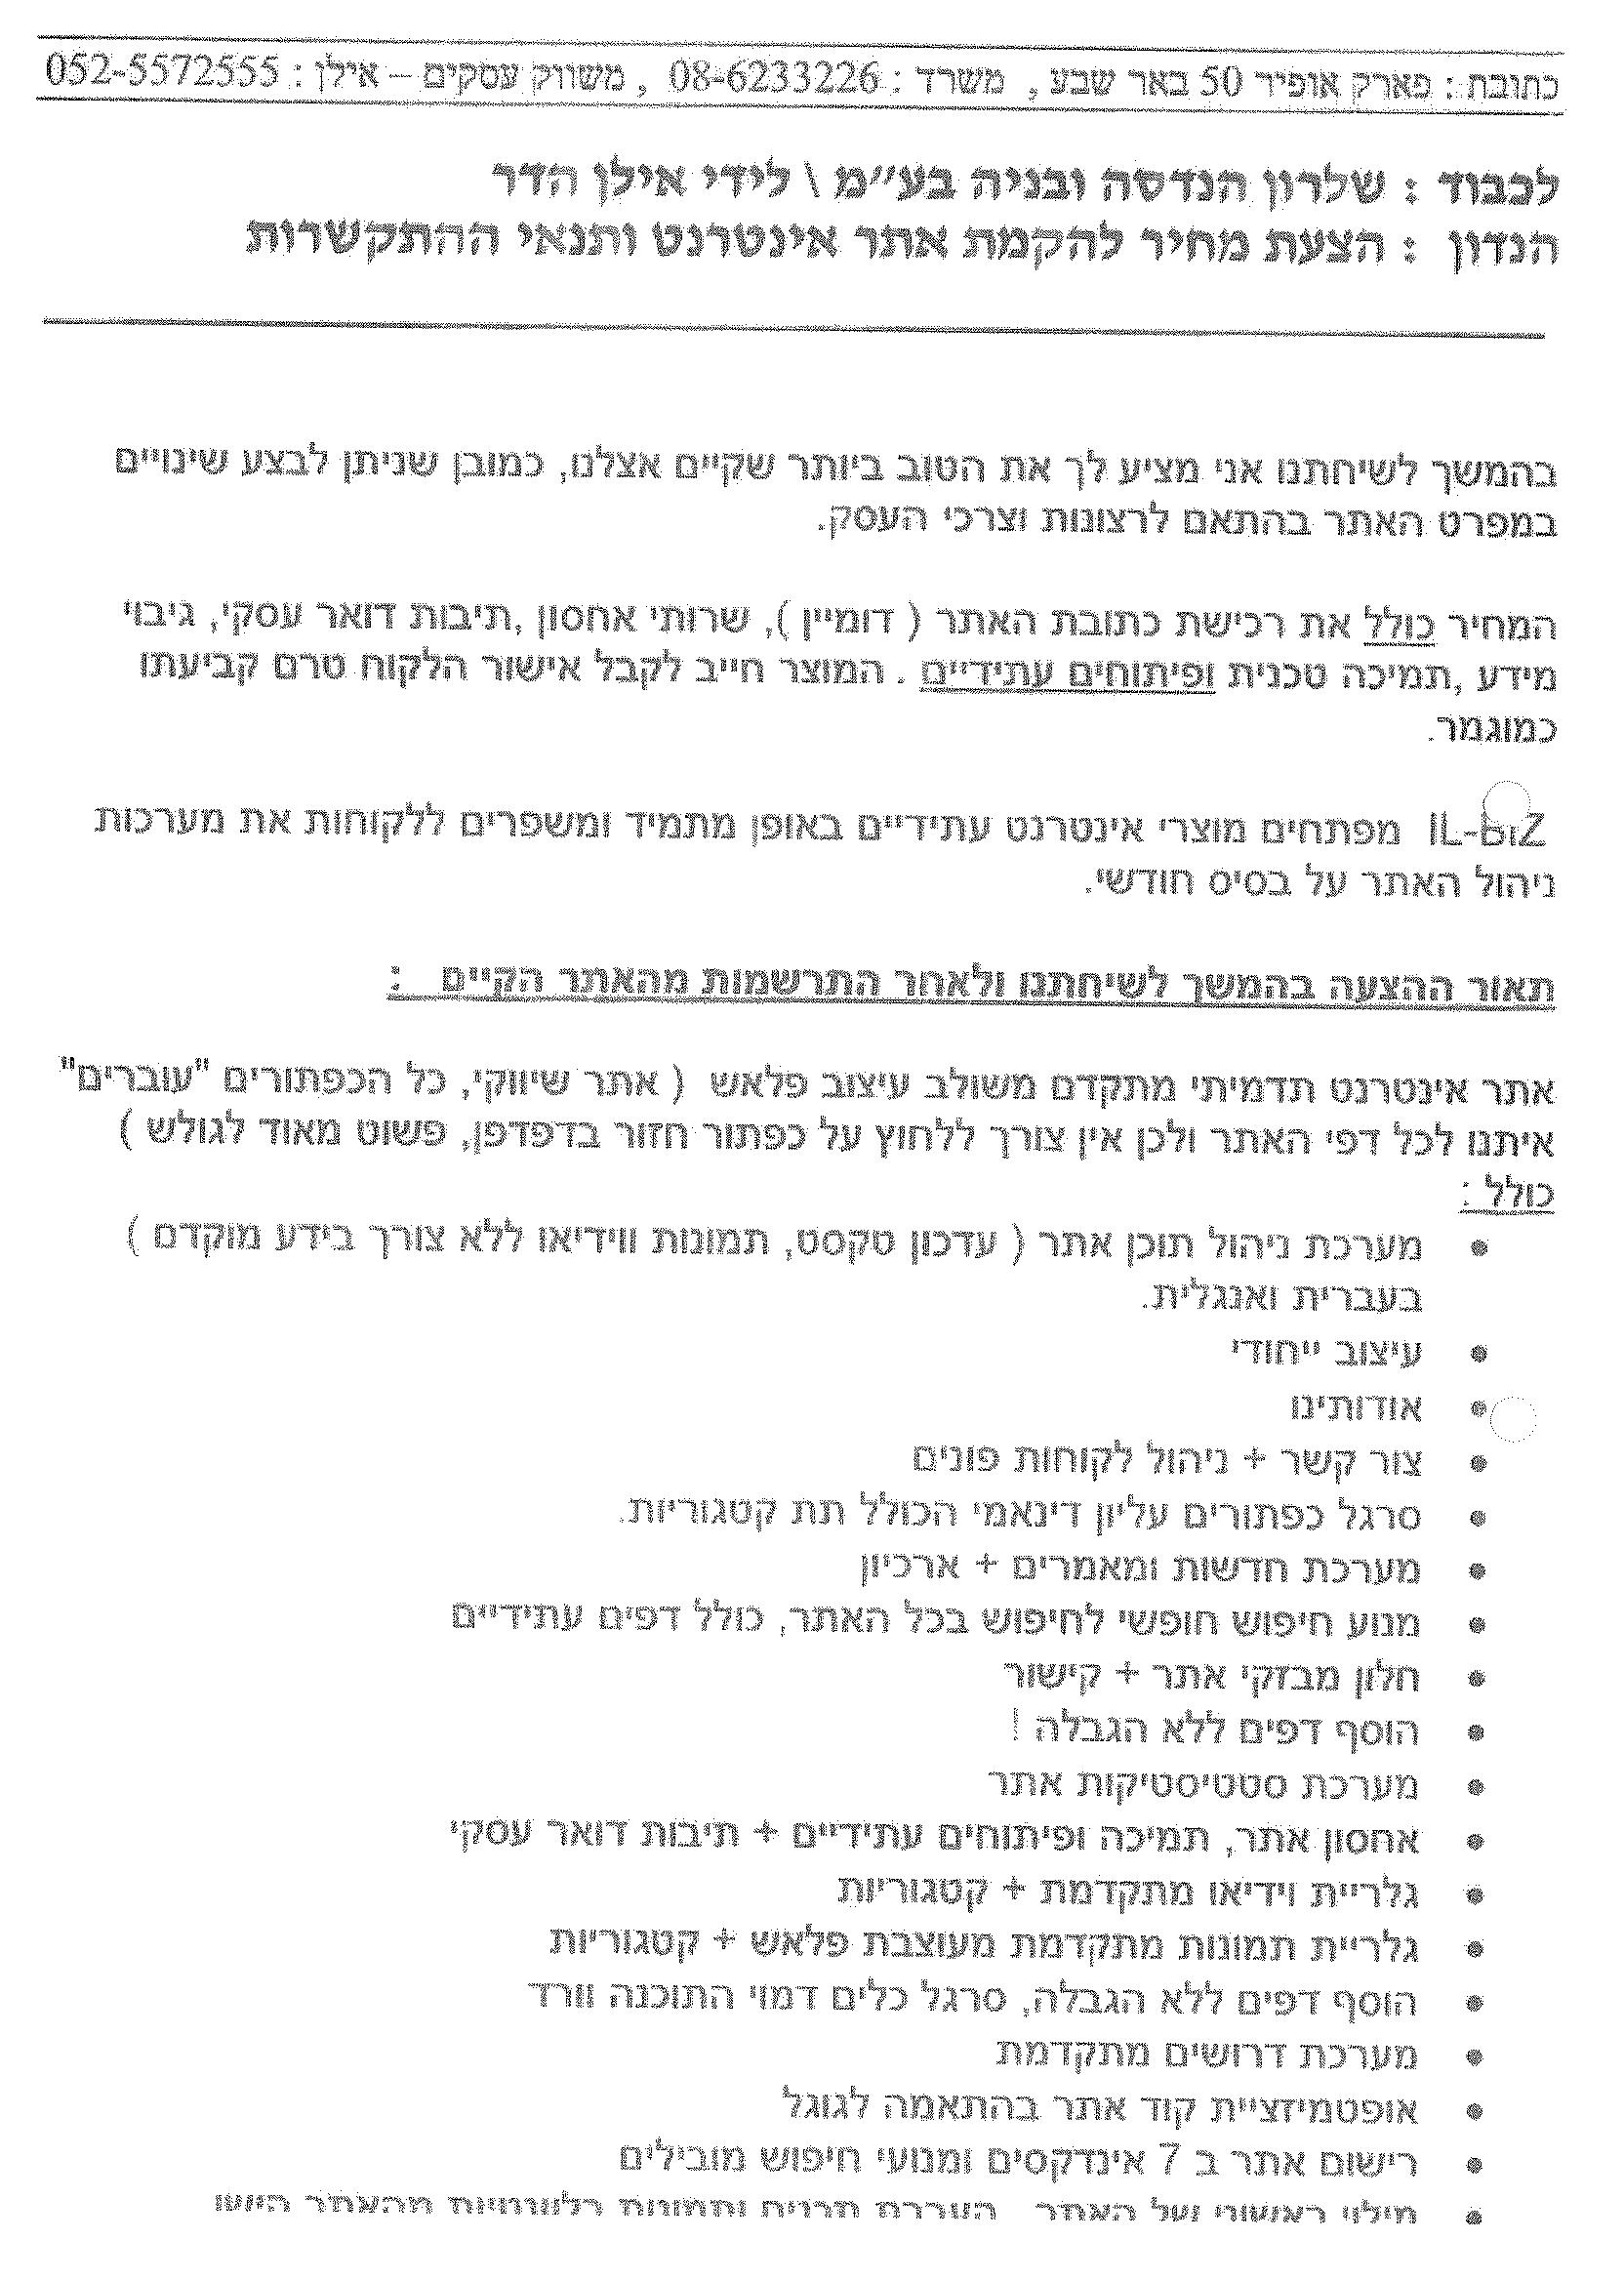 כתובת : פארק אופיר 50 באר שבע , משרד : 08-6233226 , משווק עסקים – אילן : 052-5572555
לכבוד : שלרון הנדסה ובניה בע״מ \ לידי אילן הדר
הנדון : הצעת מחיר להקמת אתר אינטרנט ותנאי ההתקשרות
בהמשך לשיחתנו אני מציע לך את הטוב ביותר שקיים אצלנו, כמובן שניתן לבצע שינויים
במפרט האתר בהתאם לרצונות וצרכי העסק.
המחיר כולל את רכישת כתובת האתר ( דומיין ), שרותי אחסון ,תיבות דואר עסקי, גיבוי
מידע ,תמיכה טכנית ופיתוחים עתידיים . המוצר חייב לקבל אישור הלקוח טרם קביעתו
כמוגמר.
IL-BIZ מפתחים מוצרי אינטרנט עתידיים באופן מתמיד ומשפרים ללקוחות את מערכות
ניהול האתר על בסיס חודשי.
תאור ההצעה בהמשך לשיחתנו ולאחר התרשמות מהאתר הקיים :
אתר אינטרנט תדמיתי מתקדם משולב עיצוב פלאש ( אתר שיווקי, כל הכפתורים "עוברים"
איתנו לכל דפי האתר ולכן אין צורך ללחוץ על כפתור חזור בדפדפן, פשוט מאוד לגולש )
כולל :
• מערכת ניהול תוכן אתר ( עדכון טקסט, תמונות ווידיאו ללא צורך בידע מוקדם )
בעברית ואנגלית.
• עיצוב ייחודי
• אודותינו
• צור קשר + ניהול לקוחות פונים
• סרגל כפתורים עליון דינאמי הכולל תת קטגוריות.
• מערכת חדשות ומאמרים + ארכיון
• מנוע חיפוש חופשי לחיפוש בכל האתר, כולל דפים עתידיים
• חלון מבזקי אתר + קישור
• הוסף דפים ללא הגבלה !
• מערכת סטטיסטיקות אתר
• אחסון אתר, תמיכה ופיתוחים עתידיים + תיבות דואר עסקי
• גלריית וידיאו מתקדמת + קטגוריות
• גלריית תמונות מתקדמת מעוצבת פלאש + קטגוריות
• הוסף דפים ללא הגבלה, סרגל כלים דמוי התוכנה וורד
• מערכת דרושים מתקדמת
• אופטמיזציית קוד אתר בהתאמה לגוגל
• רישום אתר ב 7 אינדקסים ומנועי חיפוש מובילים
• מילוי ראשוני של האתר העברת תכנים ותמונות רלוונטיות מהאתר הישן